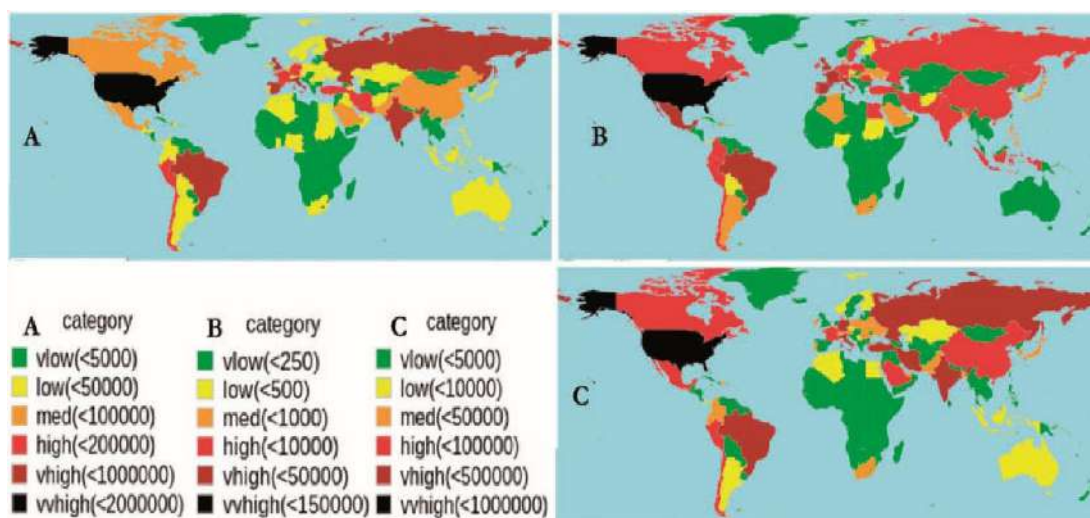 A
B
A category
vlow(<5000)
low(<50000)
med(<100000)
high(<200000)
vhigh(<1000000)
vvhigh(<2000000)
B category
vlow(<250)
low(<500)
med(<1000)
high(<10000)
vhigh(<50000)
vvhigh(<150000)
C category
vlow(<5000)
low(<10000)
med(<50000)
high(<100000)
vhigh(<500000)
vvhigh(<1000000)
C